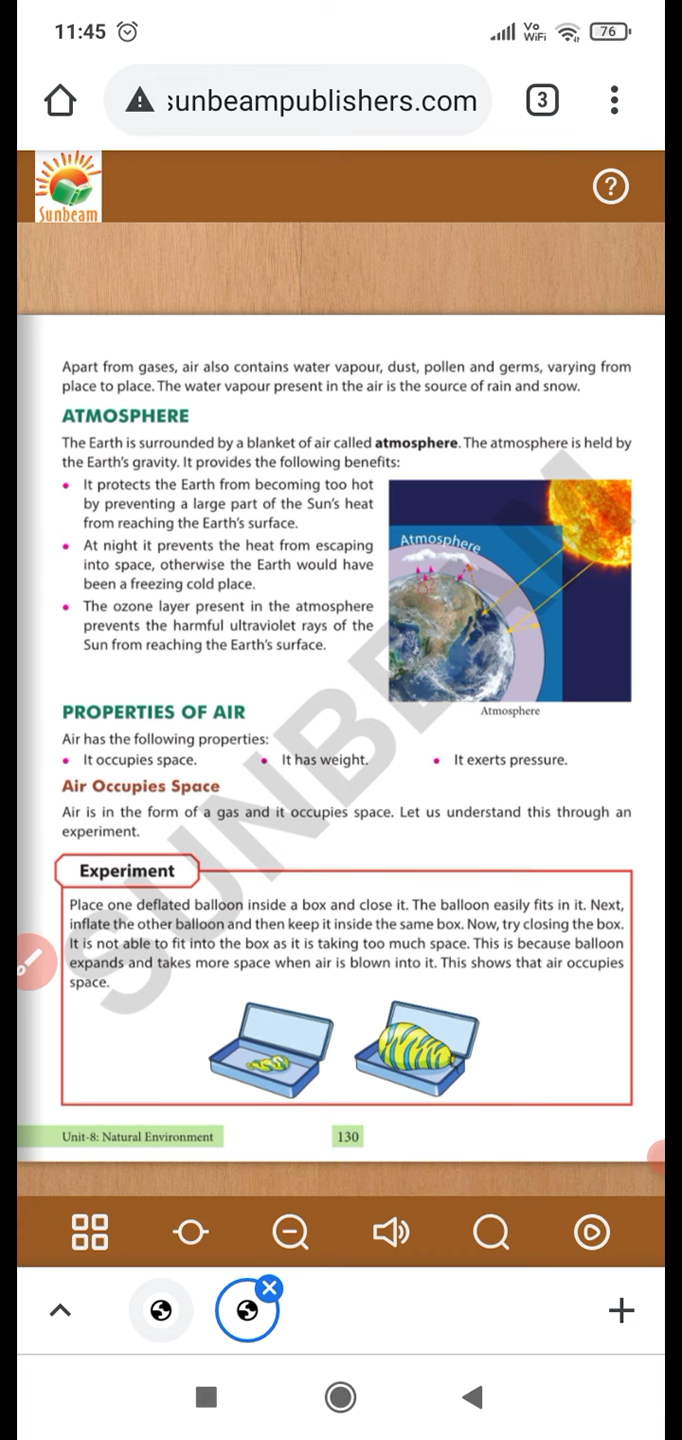 11:45
Vo
WiFi
76
sunbeampublishers.com
3
Sunbeam
?
Apart from gases, air also contains water vapour, dust, pollen and germs, varying from
place to place. The water vapour present in the air is the source of rain and snow.
ATMOSPHERE
The Earth is surrounded by a blanket of air called atmosphere. The atmosphere is held by
the Earth's gravity. It provides the following benefits:
• It protects the Earth from becoming too hot
by preventing a large part of the Sun's heat
from reaching the Earth's surface.
• At night it prevents the heat from escaping
into space, otherwise the Earth would have
been a freezing cold place.
• The ozone layer present in the atmosphere
prevents the harmful ultraviolet rays of the
Sun from reaching the Earth's surface.
Atmosphere
Atmosphere
PROPERTIES OF AIR
Air has the following properties:
• It occupies space. • It has weight. • It exerts pressure.
Air Occupies Space
Air is in the form of a gas and it occupies space. Let us understand this through an
experiment.
Experiment
Place one deflated balloon inside a box and close it. The balloon easily fits in it. Next,
inflate the other balloon and then keep it inside the same box. Now, try closing the box.
It is not able to fit into the box as it is taking too much space. This is because balloon
expands and takes more space when air is blown into it. This shows that air occupies
space.
SUNBEAM
Unit-8: Natural Environment 130